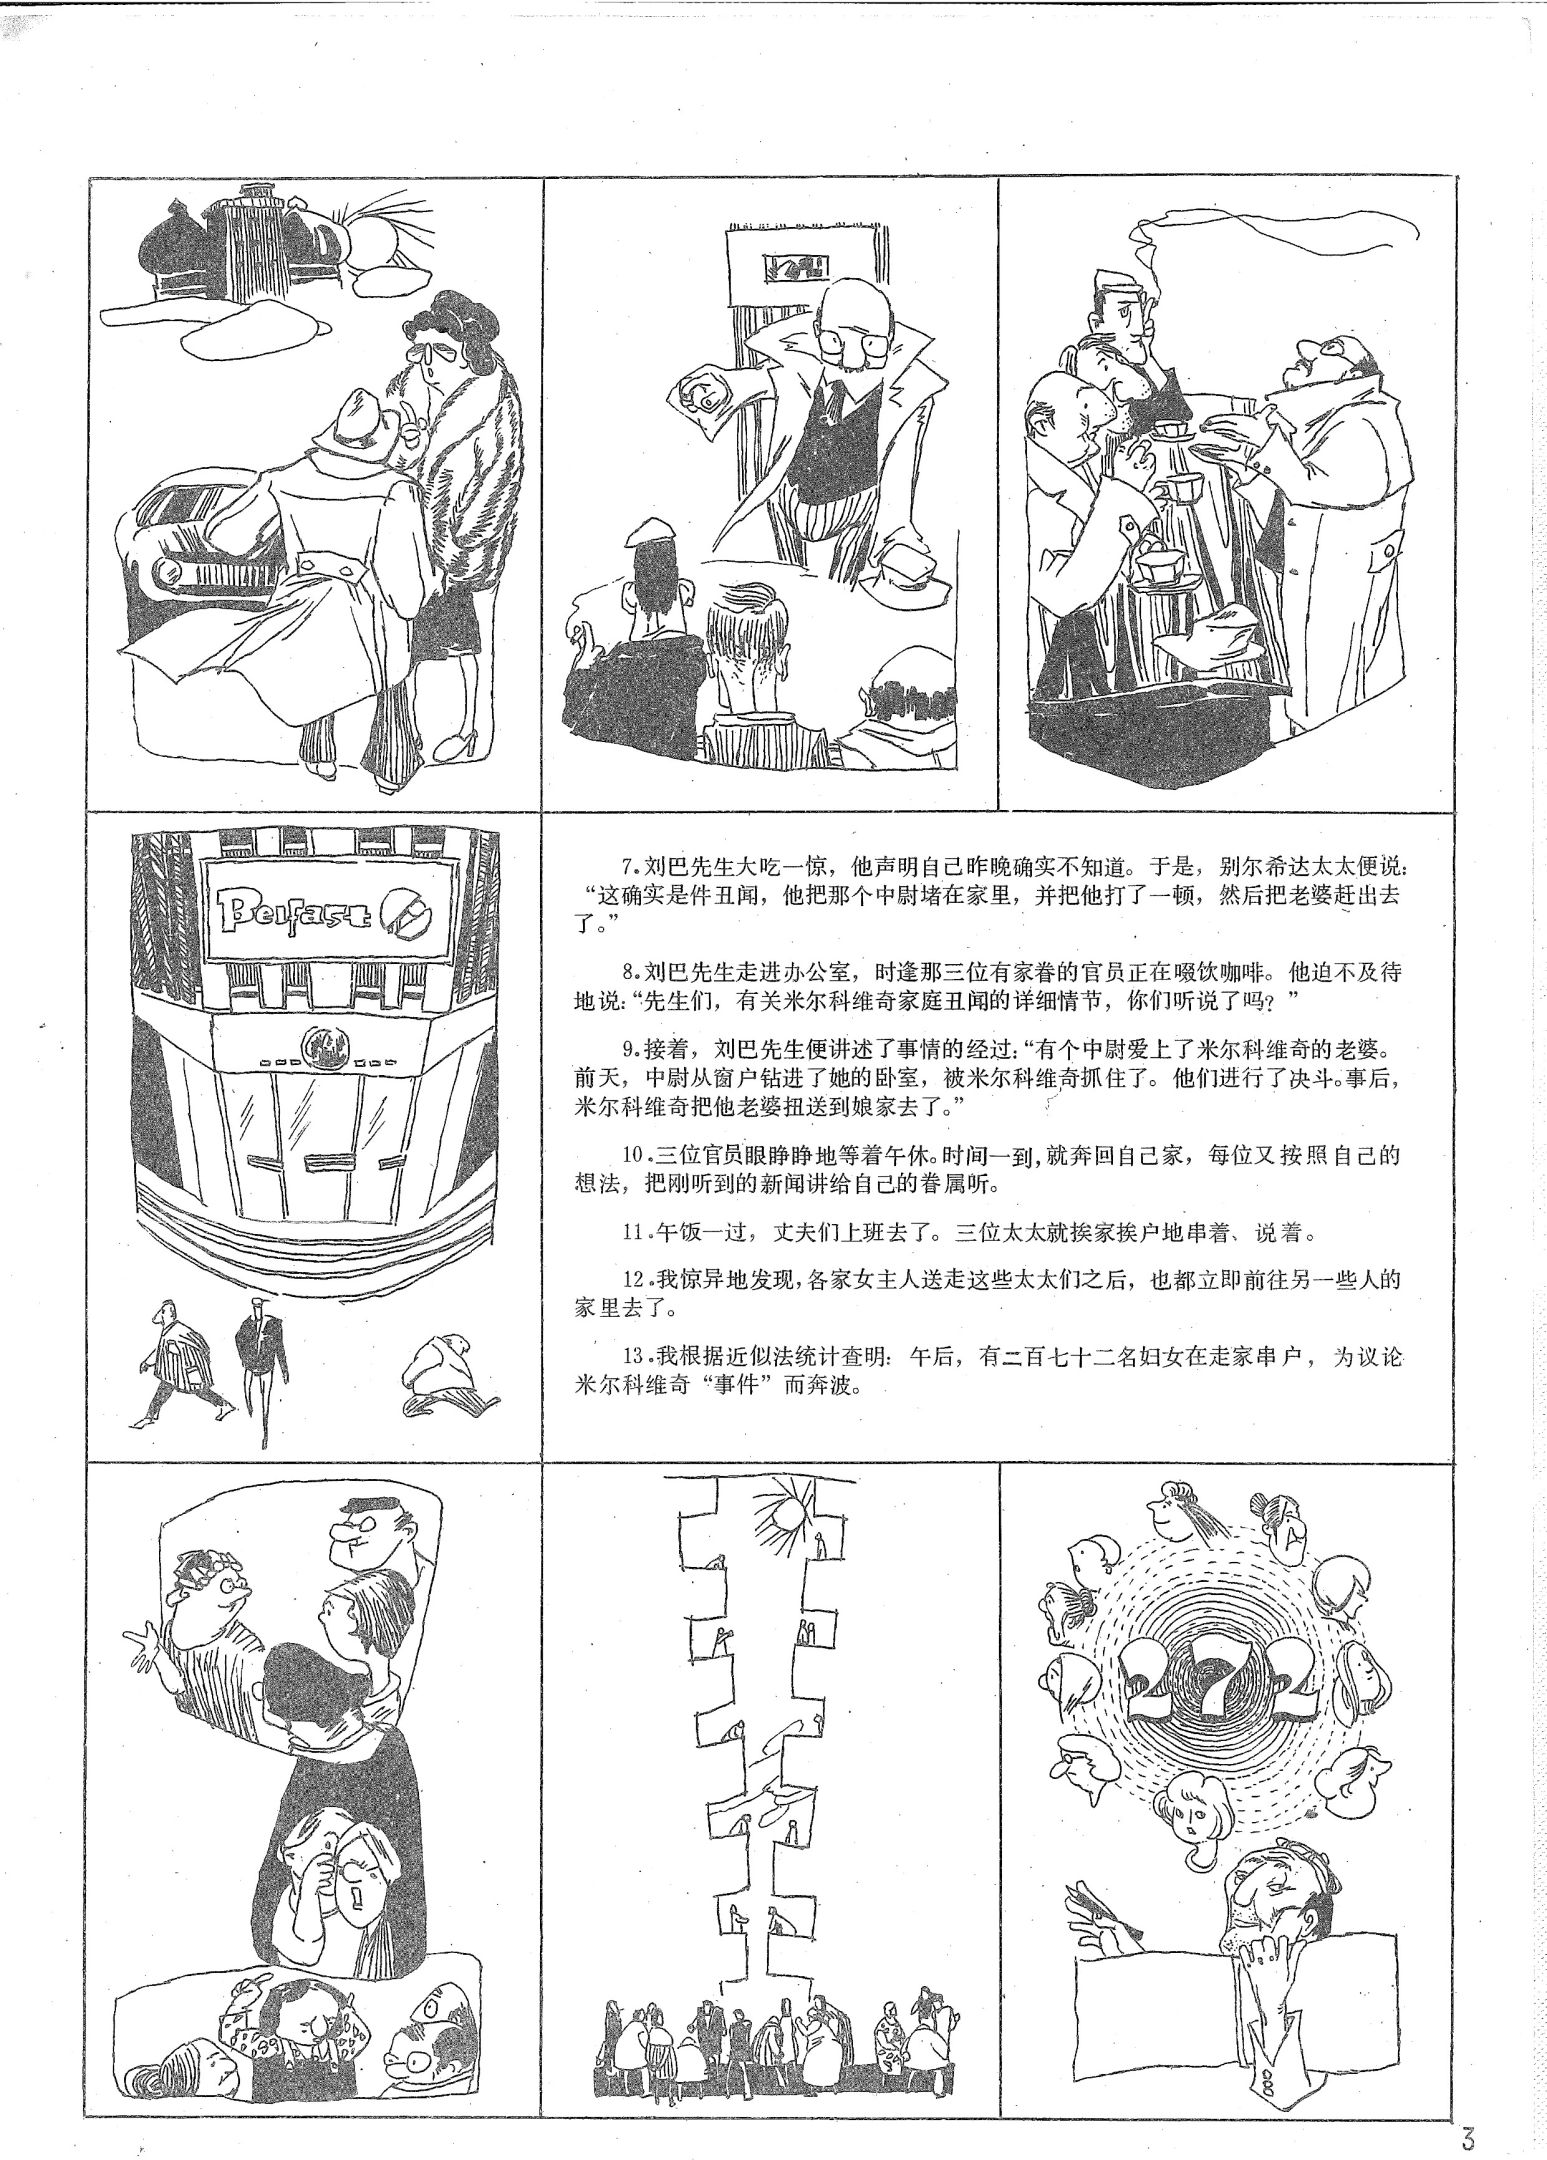 Belfast
7.刘巴先生大吃一惊，他声明自己昨晚确实不知道。于是，别尔希达太太便说：
“这确实是件丑闻，他把那个中尉堵在家里，并把他打了一顿，然后把老婆赶出去
了。”
8.刘巴先生走进办公室，时逢那三位有家眷的官员正在啜饮咖啡。他迫不及待
地说：“先生们，有关米尔科维奇家庭丑闻的详细情节，你们听说了吗？”
9.接着，刘巴先生便讲述了事情的经过：“有个中尉爱上了米尔科维奇的老婆。
前天，中尉从窗户钻进了她的卧室，被米尔科维奇抓住了。他们进行了决斗。事后，
米尔科维奇把他老婆扭送到娘家去了。”
10.三位官员眼睁睁地等着午休。时间一到，就奔回自己家，每位又按照自己的
想法，把刚听到的新闻讲给自己的眷属听。
11.午饭一过，丈夫们上班去了。三位太太就挨家挨户地串着、说着。
12.我惊异地发现，各家女主人送走这些太太们之后，也都立即前往另一些人的
家里去了。
13.我根据近似法统计查明：午后，有二百七十二名妇女在走家串户，为议论
米尔科维奇“事件”而奔波。
272
3